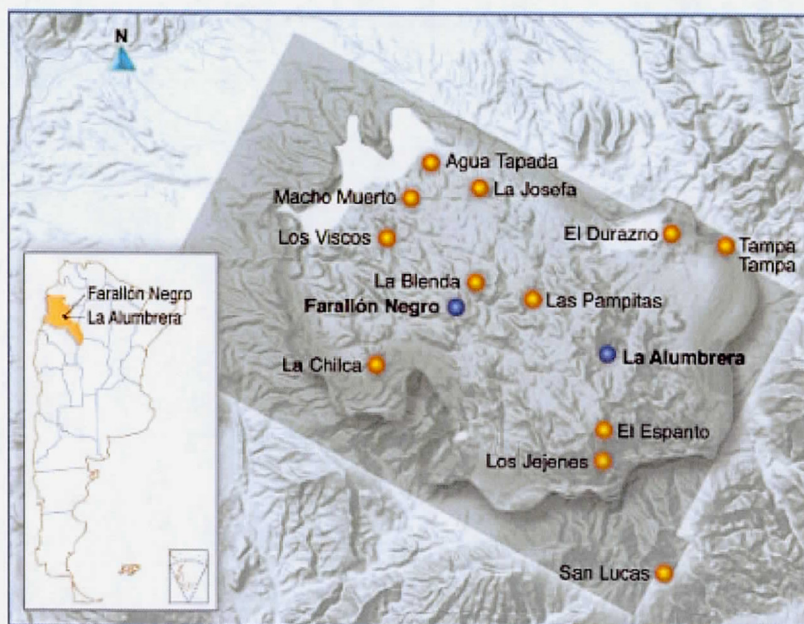 N
Agua Tapada
La Josefa
Macho Muerto
El Durazno
Los Viscos
Tampa
Tampa
La Blenda
Farallón Negro
Las Pampitas
Farallón Negro
La Alumbrera
La Alumbrera
La Chilca
El Espanto
Los Jejenes
San Lucas